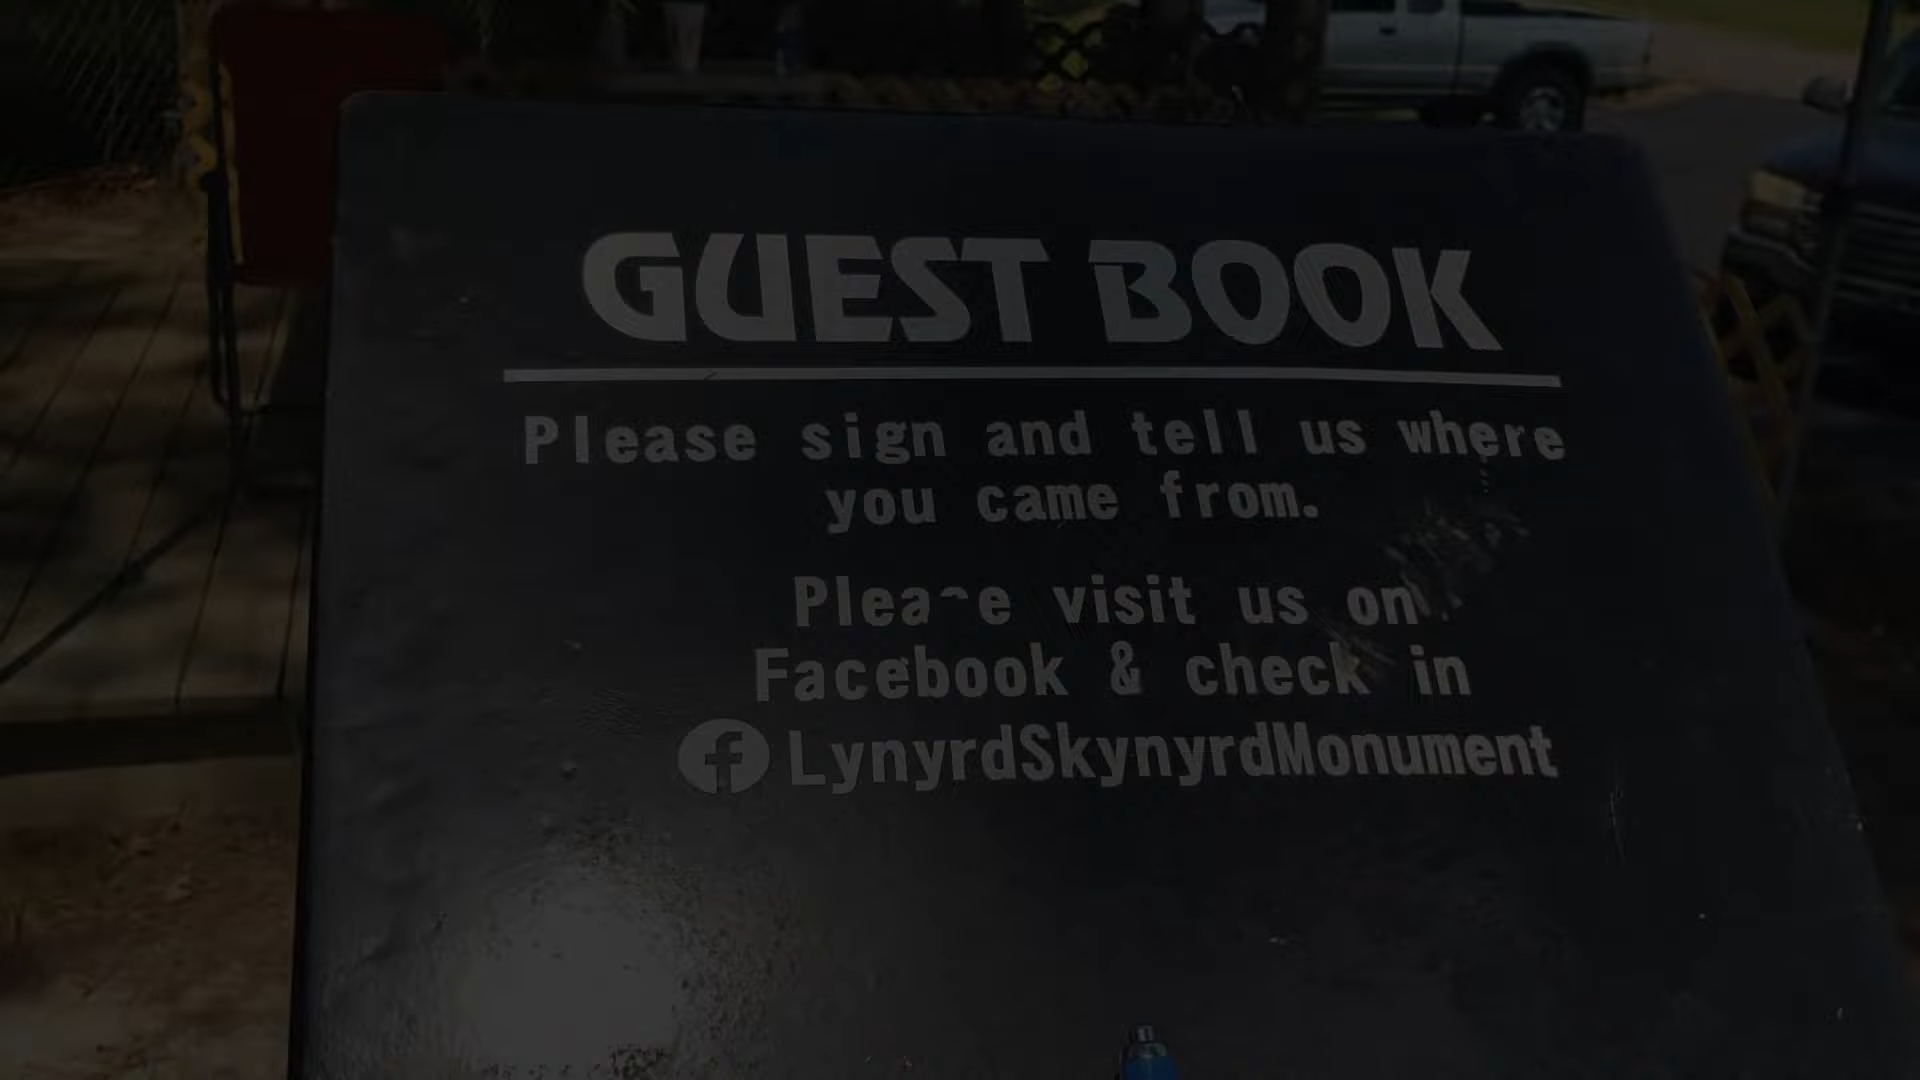 GUEST BOOK
Please sign and tell us where
you came from.
Please visit us on
Facebook & check in
LynyrdSkynyrdMonument